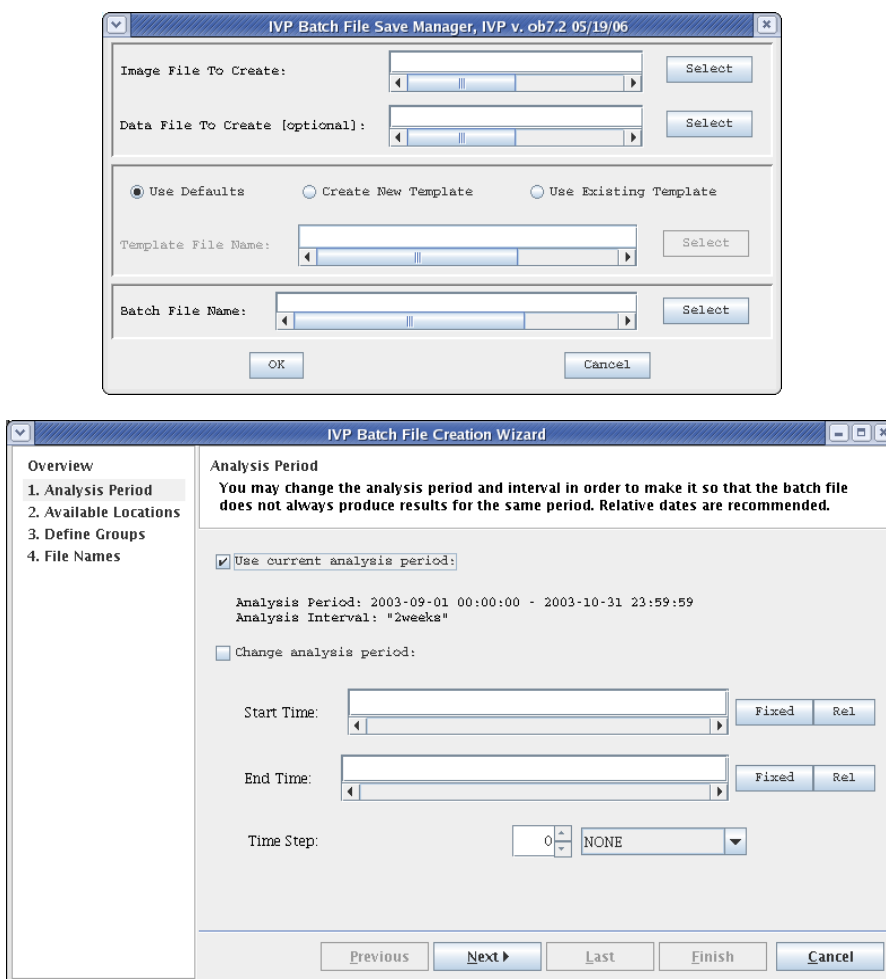 IVP Batch File Save Manager, IVP v. ob7.2 05/19/06
Image File To Create:
Select
Data File To Create [optional]:
Select
Use Defaults
Create New Template
Use Existing Template
Template File Name:
Select
Batch File Name:
Select
OK
Cancel
IVP Batch File Creation Wizard
Overview
1. Analysis Period
2. Available Locations
3. Define Groups
4. File Names
Analysis Period
You may change the analysis period and interval in order to make it so that the batch file
does not always produce results for the same period. Relative dates are recommended.
Use current analysis period:
Analysis Period: 2003-09-01 00:00:00 - 2003-10-31 23:59:59
Analysis Interval: "2weeks"
Change analysis period:
Start Time:
Fixed
Rel
End Time:
Fixed
Rel
Time Step:
0
NONE
Previous
Next
Last
Finish
Cancel